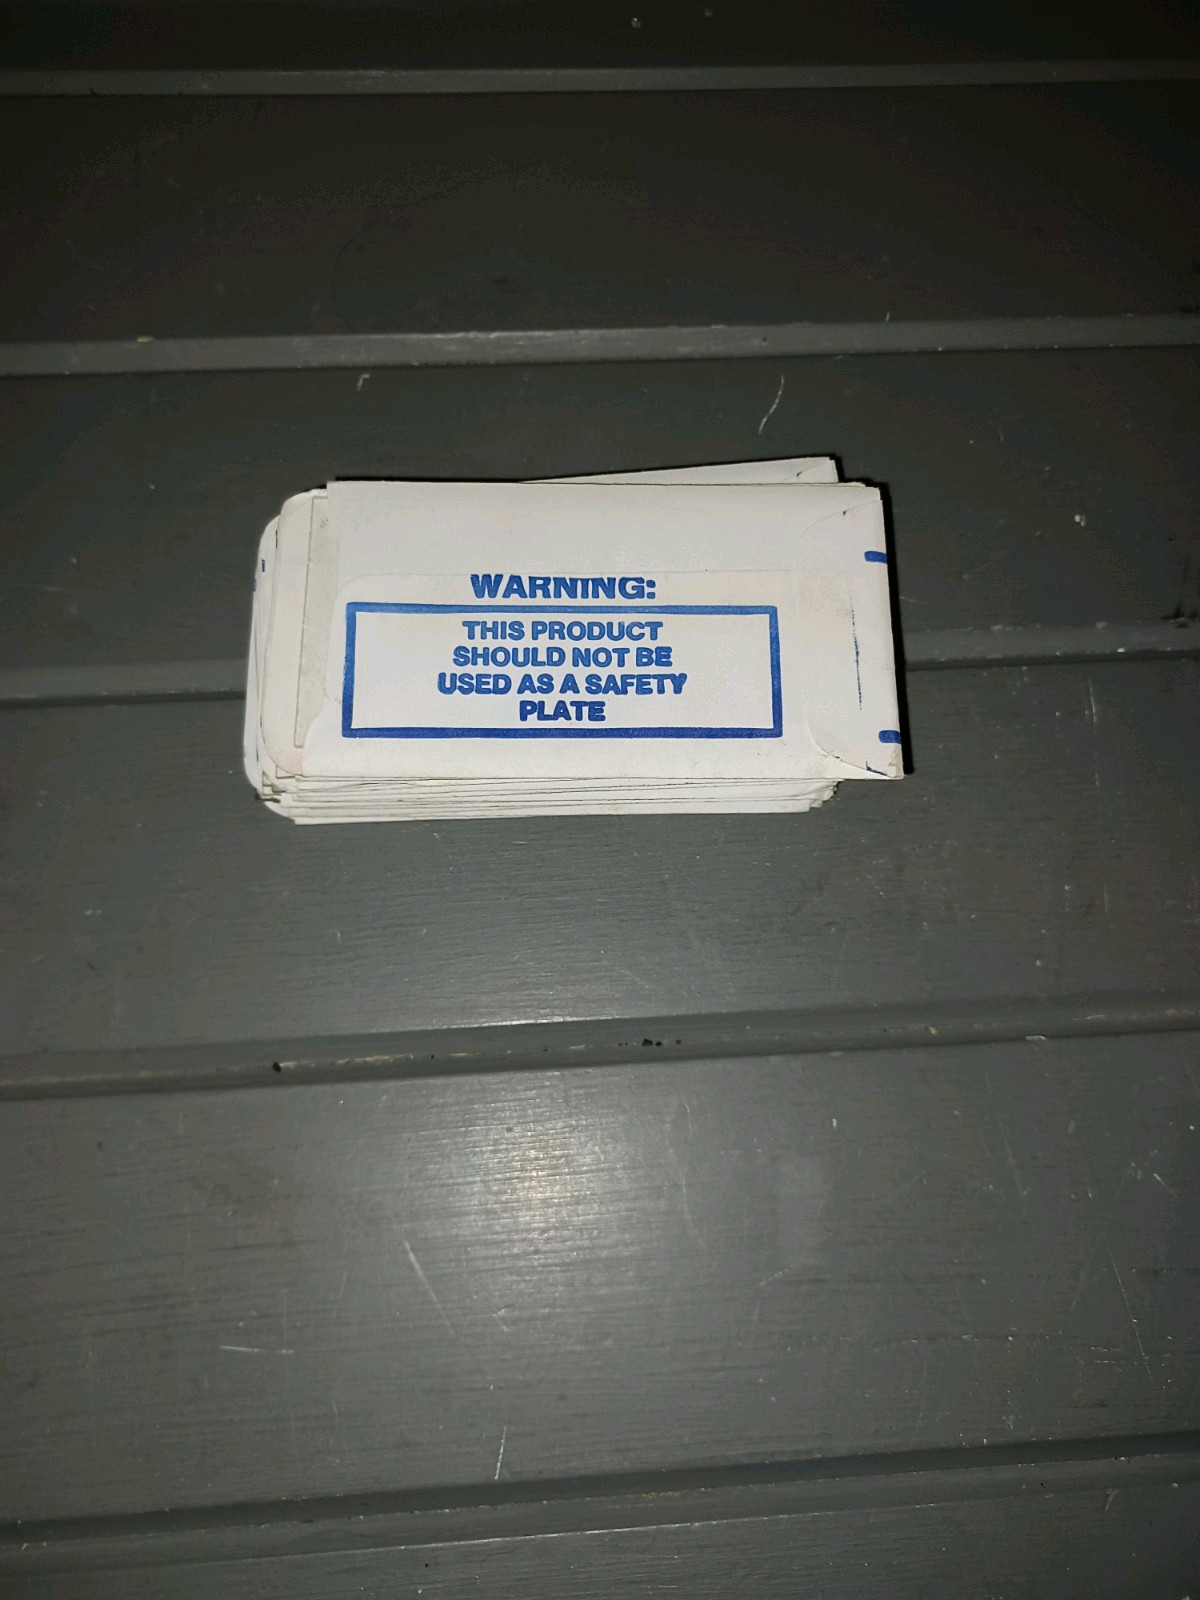 WARNING:
THIS PRODUCT
SHOULD NOT BE
USED AS A SAFETY
PLATE